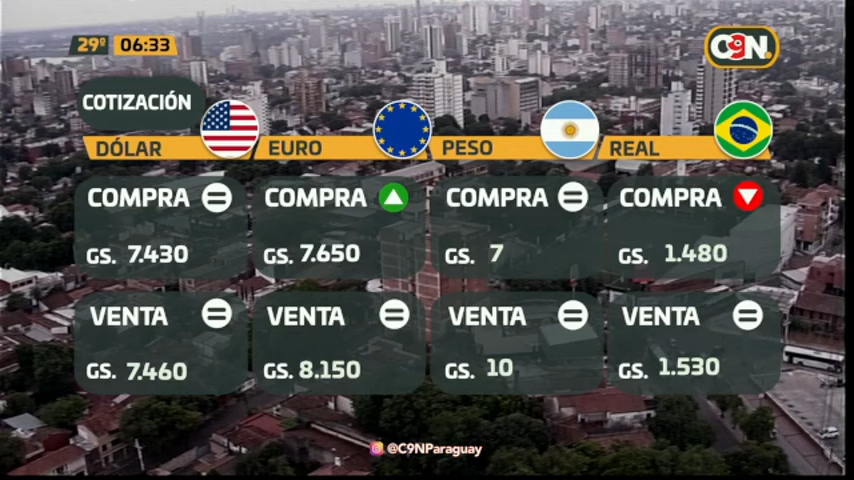 29º 06:33
C9N.
COTIZACIÓN
DÓLAR EURO PESO REAL
COMPRA COMPRA COMPRA COMPRA
GS. 7.430 GS. 7.650 GS. 7 GS. 1.480
VENTA VENTA VENTA VENTA
GS. 7.460 GS. 8.150 GS. 10 GS. 1.530
@C9NParaguay